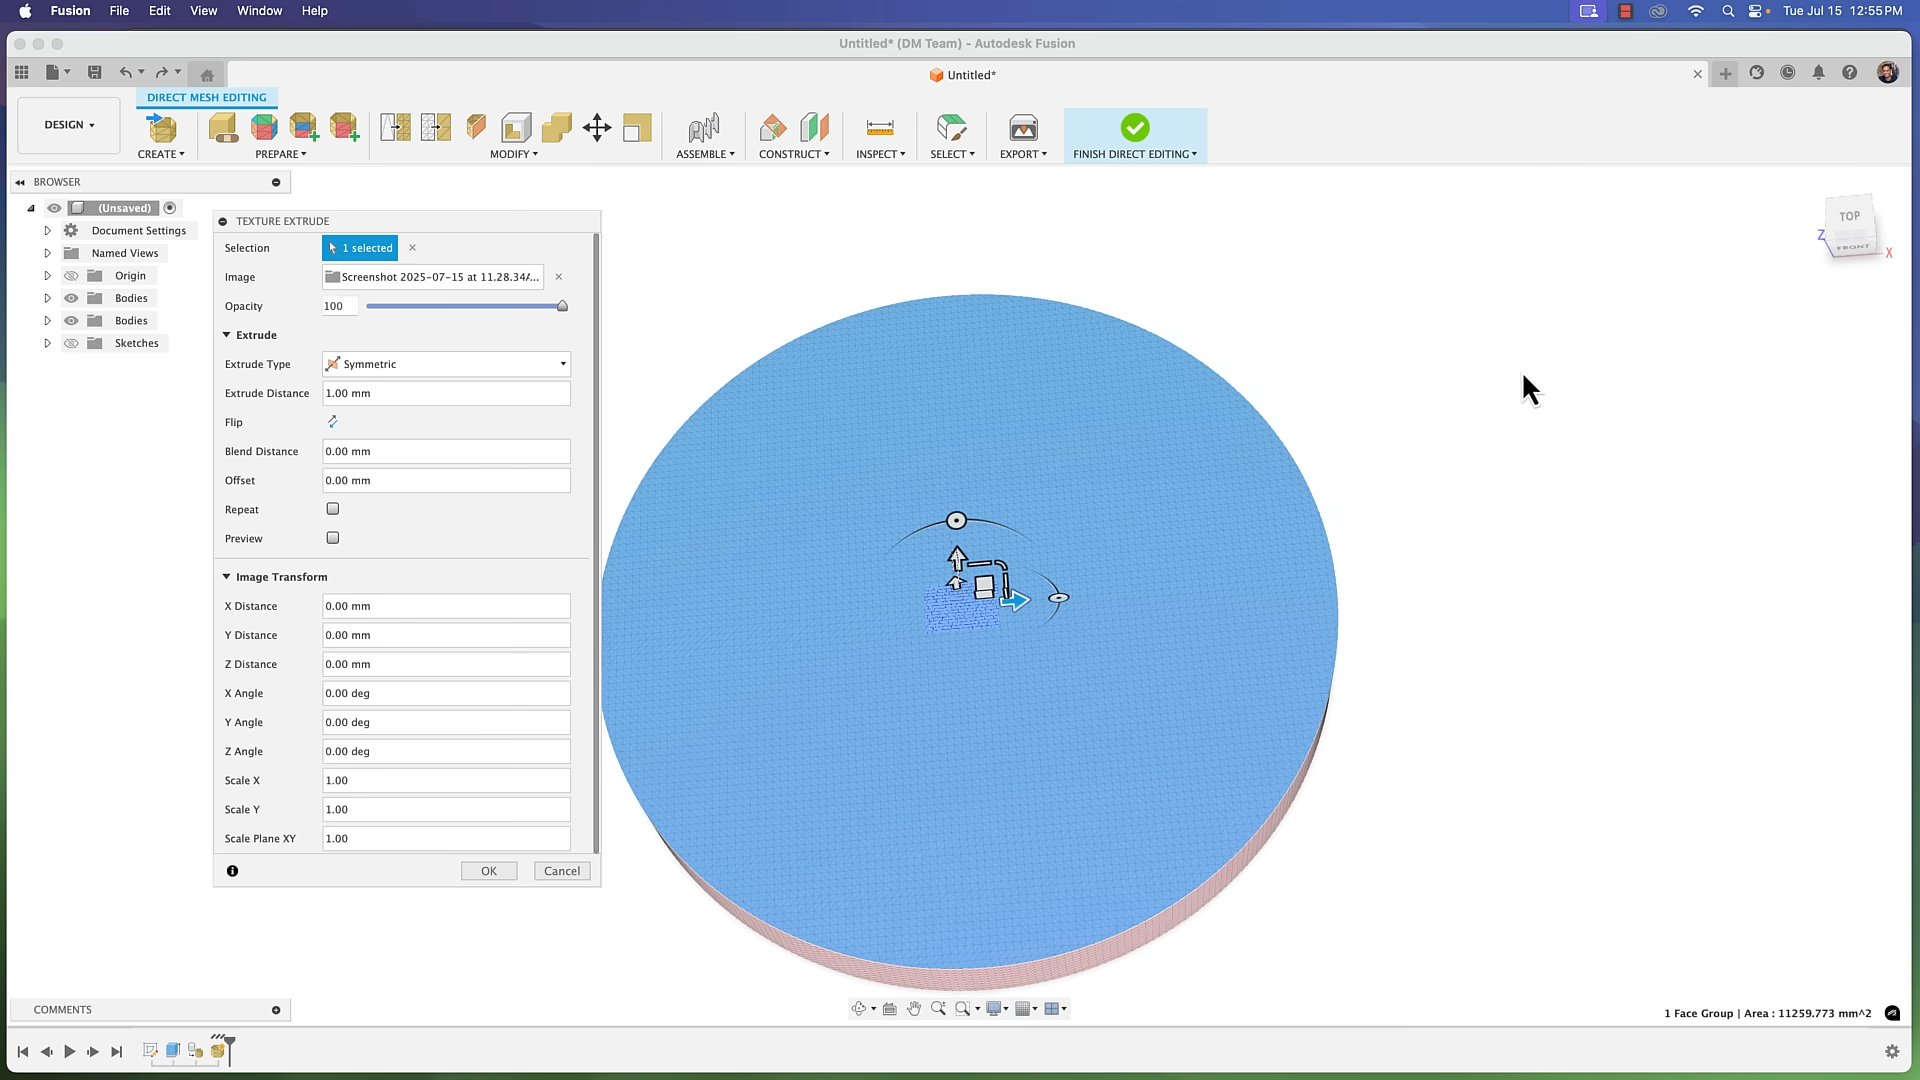 Fusion File Edit View Window Help Tue Jul 15 12:55PM
Untitled* (DM Team) - Autodesk Fusion
Untitled*
DIRECT MESH EDITING
DESIGN
CREATE PREPARE MODIFY ASSEMBLE CONSTRUCT INSPECT SELECT EXPORT FINISH DIRECT EDITING
BROWSER
(Unsaved)
Document Settings
Named Views
Origin
Bodies
Bodies
Sketches
TEXTURE EXTRUDE
Selection 1 selected
Image Screenshot 2025-07-15 at 11.28.34/...
Opacity 100
Extrude
Extrude Type Symmetric
Extrude Distance 1.00 mm
Flip
Blend Distance 0.00 mm
Offset 0.00 mm
Repeat
Preview
Image Transform
X Distance 0.00 mm
Y Distance 0.00 mm
Z Distance 0.00 mm
X Angle 0.00 deg
Y Angle 0.00 deg
Z Angle 0.00 deg
Scale X 1.00
Scale Y 1.00
Scale Plane XY 1.00
OK Cancel
TOP
FRONT
Z
X
COMMENTS
1 Face Group | Area : 11259.773 mm^2